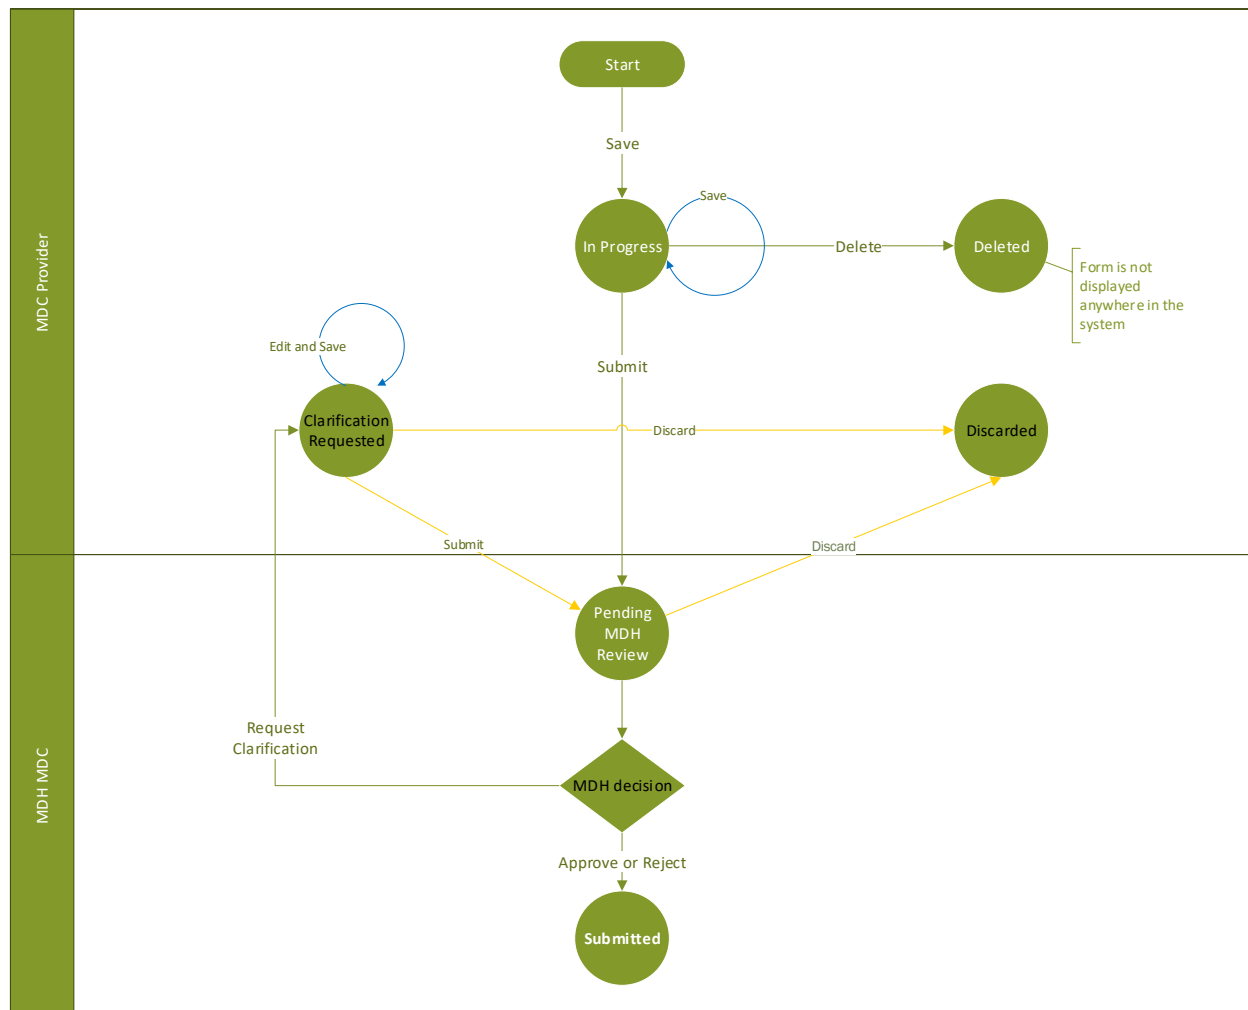 MDC Provider
Start
Save
In Progress
Save
Delete
Deleted
Form is not
displayed
anywhere in the
system
Edit and Save
Submit
Clarification
Requested
Discard
Discarded
Submit
Discard
MDH MDC
Pending
MDH
Review
Request
Clarification
MDH decision
Approve or Reject
Submitted